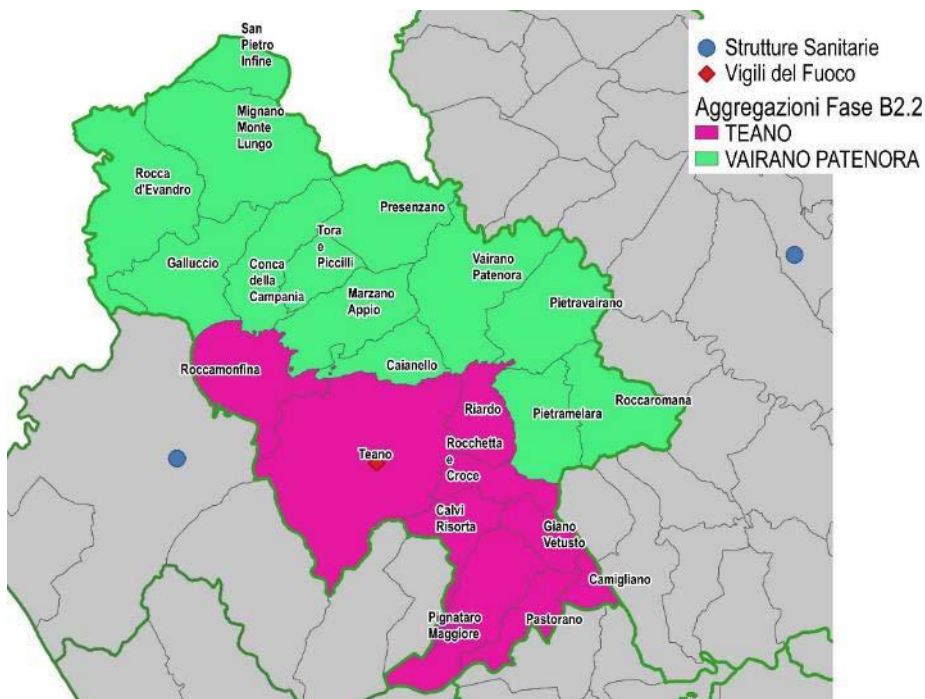 San
Pietro
Infine
Strutture Sanitarie
Vigili del Fuoco
Aggregazioni Fase B2.2
TEANO
VAIRANO PATENORA
Mignano
Monte
Lungo
Rocca
d'Evandro
Presenzano
Tora
e
Piccilli
Galluccio
Conca
della
Campania
Vairano
Patenora
Marzano
Appio
Pietravairano
Caianello
Roccamonfina
Riardo
Pietramelara
Roccaromana
Rocchetta
e
Croce
Teano
Calvi
Risorta
Giano
Vetusto
Camigliano
Pignataro
Maggiore
Pastorano